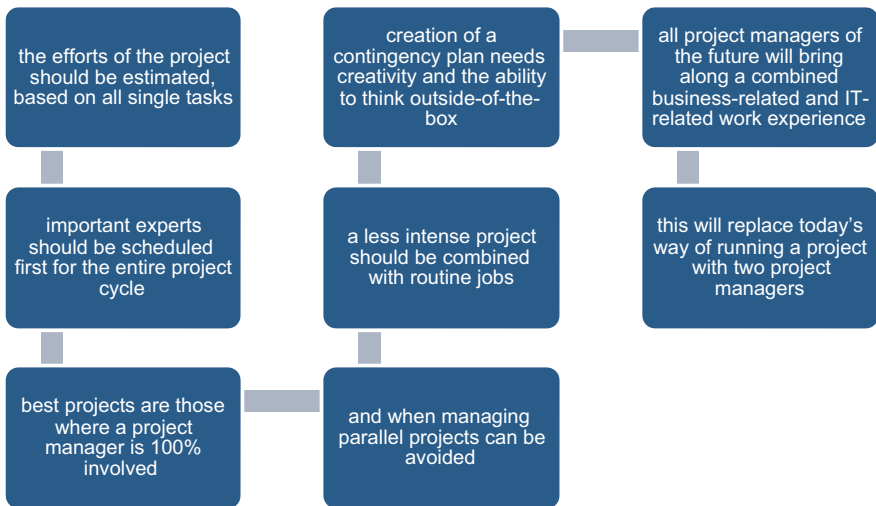 the efforts of the project
should be estimated,
based on all single tasks
important experts
should be scheduled
first for the entire project
cycle
best projects are those
where a project
manager is 100%
involved
and when managing
parallel projects can be
avoided
a less intense project
should be combined
with routine jobs
creation of a
contingency plan needs
creativity and the ability
to think outside-of-the-
box
all project managers of
the future will bring
along a combined
business-related and IT-
related work experience
this will replace today’s
way of running a project
with two project
managers